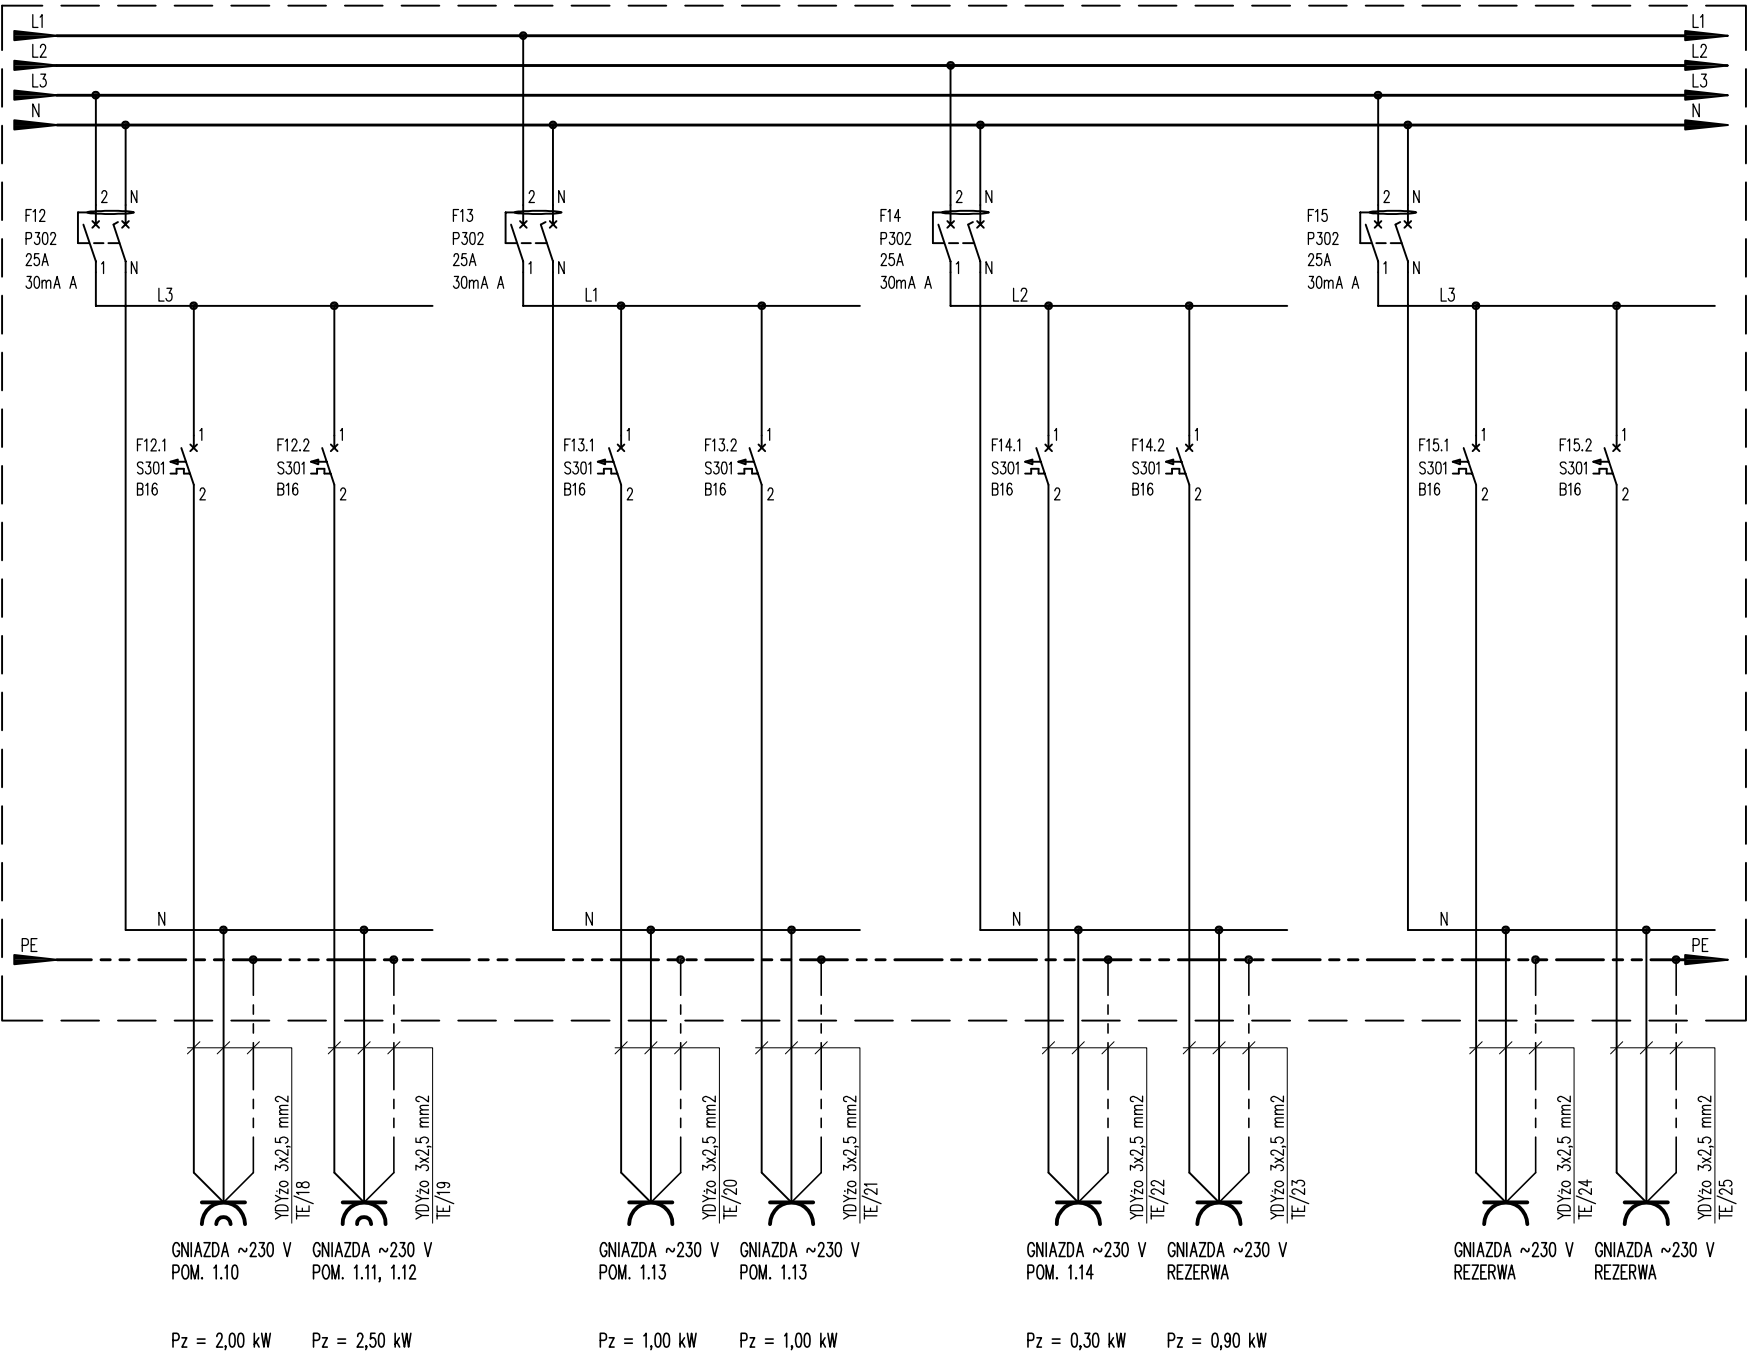 L1
L1
L2
L2
L3
L3
N
N
2 N
F12
P302
25A
30mA A
1 N
L3
2 N
F13
P302
25A
30mA A
1 N
L1
2 N
F14
P302
25A
30mA A
1 N
L2
2 N
F15
P302
25A
30mA A
1 N
L3
F12.1
S301
B16
1
2
F12.2
S301
B16
1
2
F13.1
S301
B16
1
2
F13.2
S301
B16
1
2
F14.1
S301
B16
1
2
F14.2
S301
B16
1
2
F15.1
S301
B16
1
2
F15.2
S301
B16
1
2
N
N
N
N
PE
PE
YDYżo 3x2,5 mm2
TE/18
YDYżo 3x2,5 mm2
TE/19
YDYżo 3x2,5 mm2
TE/20
YDYżo 3x2,5 mm2
TE/21
YDYżo 3x2,5 mm2
TE/22
YDYżo 3x2,5 mm2
TE/23
YDYżo 3x2,5 mm2
TE/24
YDYżo 3x2,5 mm2
TE/25
GNIAZDA ~230 V
POM. 1.10
Pz = 2,00 kW
GNIAZDA ~230 V
POM. 1.11, 1.12
Pz = 2,50 kW
GNIAZDA ~230 V
POM. 1.13
Pz = 1,00 kW
GNIAZDA ~230 V
POM. 1.13
Pz = 1,00 kW
GNIAZDA ~230 V
POM. 1.14
Pz = 0,30 kW
GNIAZDA ~230 V
REZERWA
Pz = 0,90 kW
GNIAZDA ~230 V
REZERWA
GNIAZDA ~230 V
REZERWA